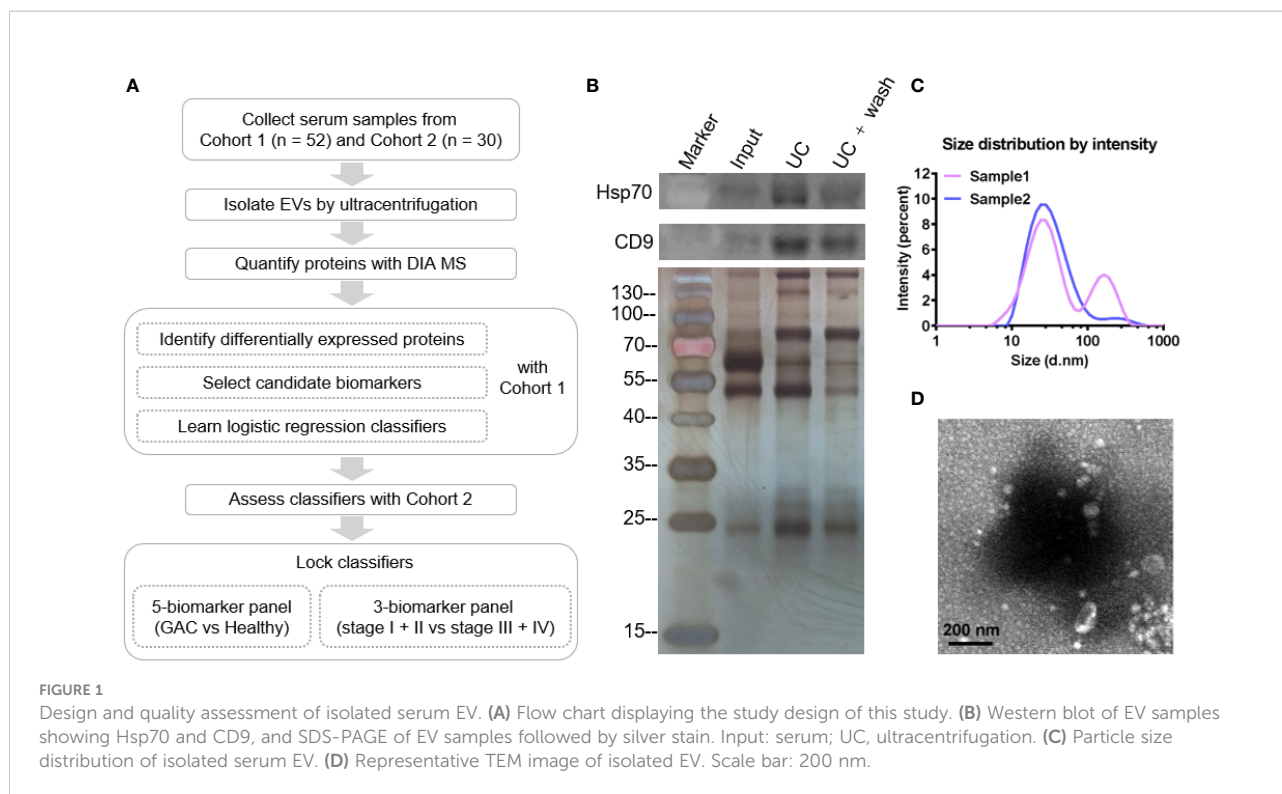 A
Collect serum samples from
Cohort 1 (n = 52) and Cohort 2 (n = 30)
Isolate EVs by ultracentrifugation
Quantify proteins with DIA MS
Identify differentially expressed proteins
Select candidate biomarkers
Learn logistic regression classifiers
with
Cohort 1
Assess classifiers with Cohort 2
Lock classifiers
5-biomarker panel
(GAC vs Healthy)
3-biomarker panel
(stage I + II vs stage III + IV)
B
Marker
Input
UC
UC + wash
Hsp70
CD9
130--
100--
70--
55--
40--
35--
25--
15--
C
Size distribution by intensity
Sample1
Sample2
Intensity (percent)
12
10
8
6
4
2
0
1
10
100
1000
Size (d.nm)
D
200 nm
FIGURE 1
Design and quality assessment of isolated serum EV. (A) Flow chart displaying the study design of this study. (B) Western blot of EV samples
showing Hsp70 and CD9, and SDS-PAGE of EV samples followed by silver stain. Input: serum; UC, ultracentrifugation. (C) Particle size
distribution of isolated serum EV. (D) Representative TEM image of isolated EV. Scale bar: 200 nm.